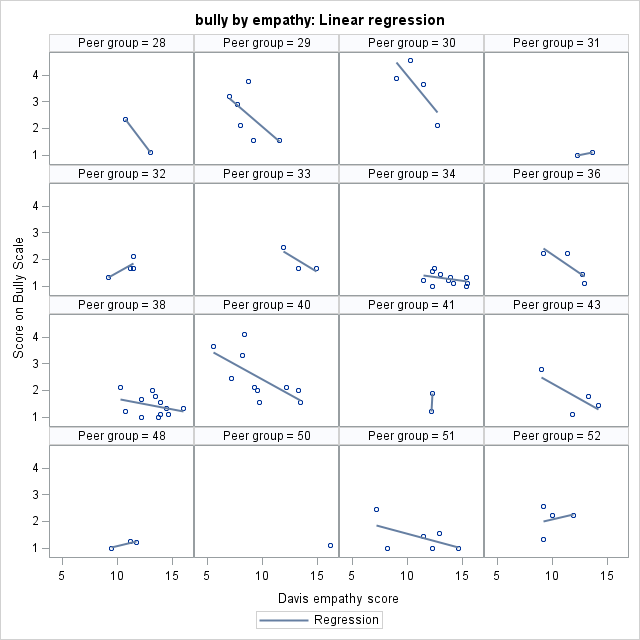 bully by empathy: Linear regression
Peer group = 28 Peer group = 29 Peer group = 30 Peer group = 31
4
3
2
1
Peer group = 32 Peer group = 33 Peer group = 34 Peer group = 36
4
3
2
1
Peer group = 38 Peer group = 40 Peer group = 41 Peer group = 43
4
3
2
1
Peer group = 48 Peer group = 50 Peer group = 51 Peer group = 52
4
3
2
1
Score on Bully Scale
5 10 15 5 10 15 5 10 15 5 10 15
Davis empathy score
Regression